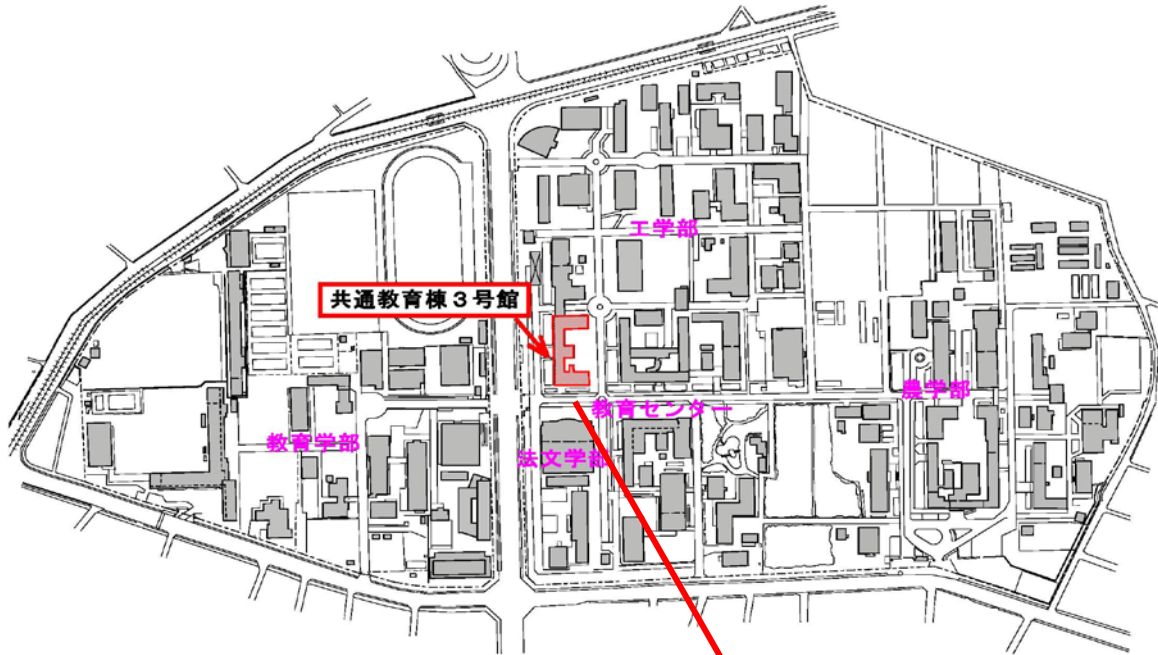 工学部
共通教育棟３号館
農学部
教育センター
教育学部
法文学部